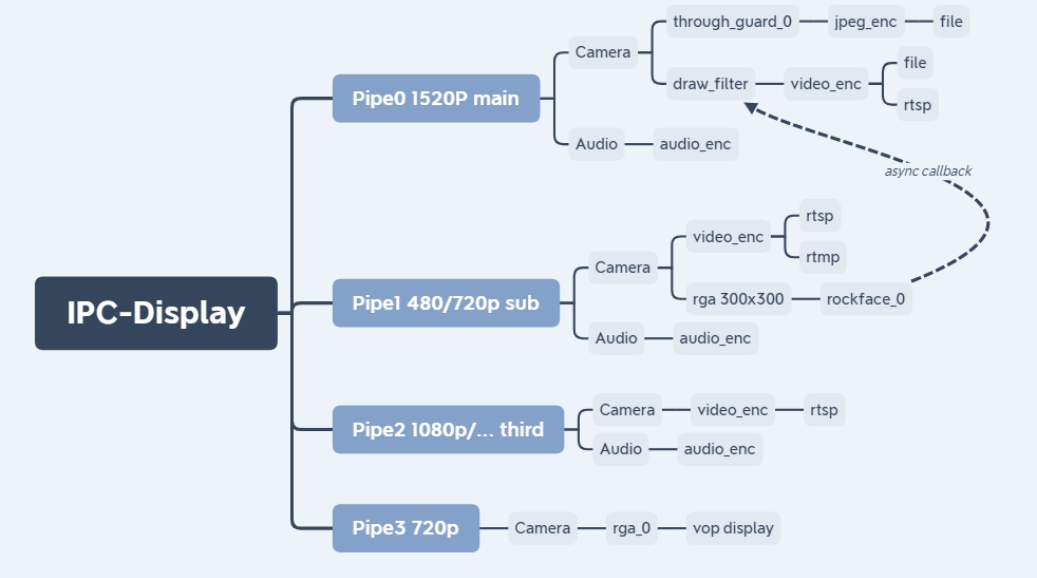 IPC-Display
Pipe0 1520P main
Camera
through_guard_0
jpeg_enc
file
draw_filter
video_enc
file
rtsp
Audio
audio_enc
async callback
Pipe1 480/720p sub
Camera
video_enc
rtsp
rtmp
rga 300x300
rockface_0
Audio
audio_enc
Pipe2 1080p/... third
Camera
video_enc
rtsp
Audio
audio_enc
Pipe3 720p
Camera
rga_0
vop display